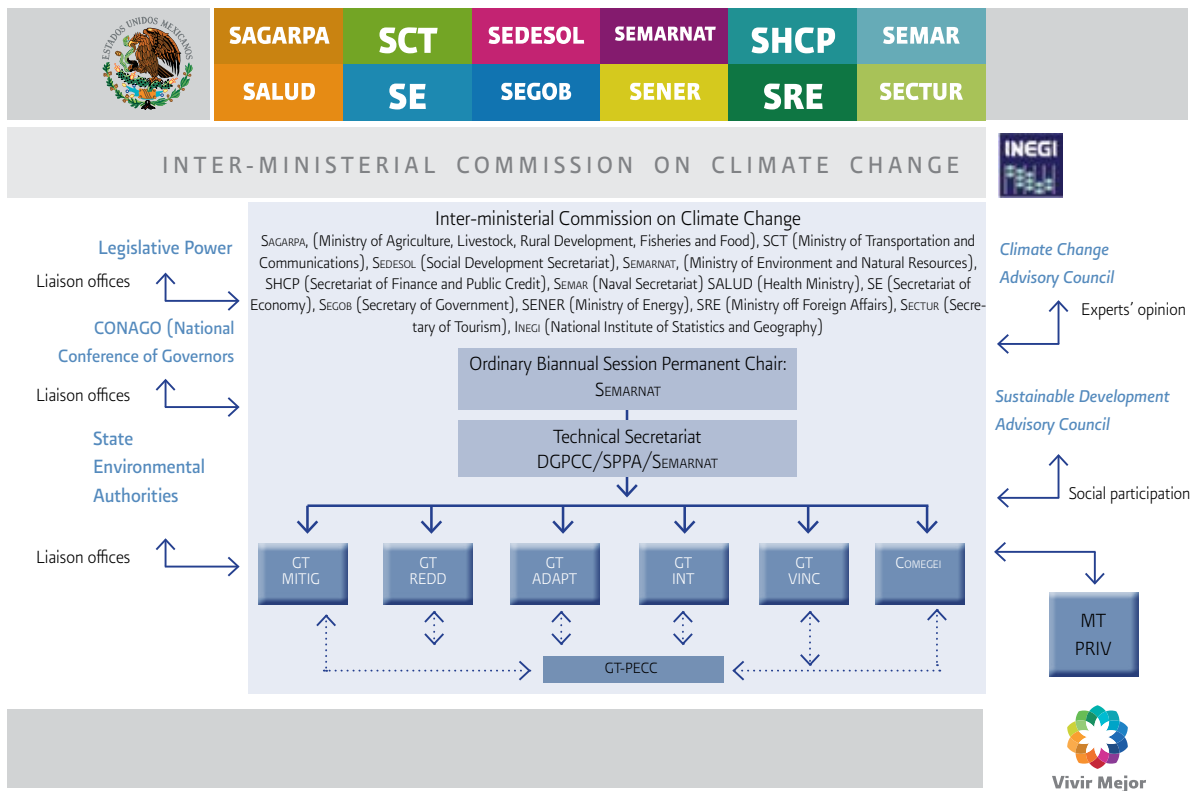 ESTADOS UNIDOS MEXICANOS
SAGARPA SCT SEDESOL SEMARNAT SHCP SEMAR
SALUD SE SEGOB SENER SRE SECTUR
INTER-MINISTERIAL COMMISSION ON CLIMATE CHANGE
INEGI
Inter-ministerial Commission on Climate Change
SAGARPA, (Ministry of Agriculture, Livestock, Rural Development, Fisheries and Food), SCT (Ministry of Transportation and
Communications), SEDESOL (Social Development Secretariat), SEMARNAT, (Ministry of Environment and Natural Resources),
SHCP (Secretariat of Finance and Public Credit), SEMAR (Naval Secretariat) SALUD (Health Ministry), SE (Secretariat of
Economy), SEGOB (Secretary of Government), SENER (Ministry of Energy), SRE (Ministry off Foreign Affairs), SECTUR (Secre-
tary of Tourism), INEGI (National Institute of Statistics and Geography)
Legislative Power
Liaison offices
CONAGO (National
Conference of Governors
Liaison offices
State
Environmental
Authorities
Liaison offices
Ordinary Biannual Session Permanent Chair:
SEMARNAT
Technical Secretariat
DGPCC/SPPA/SEMARNAT
GT
MITIG
GT
REDD
GT
ADAPT
GT
INT
GT
VINC
COMEGEI
GT-PECC
Climate Change
Advisory Council
Experts' opinion
Sustainable Development
Advisory Council
Social participation
MT
PRIV
Vivir Mejor